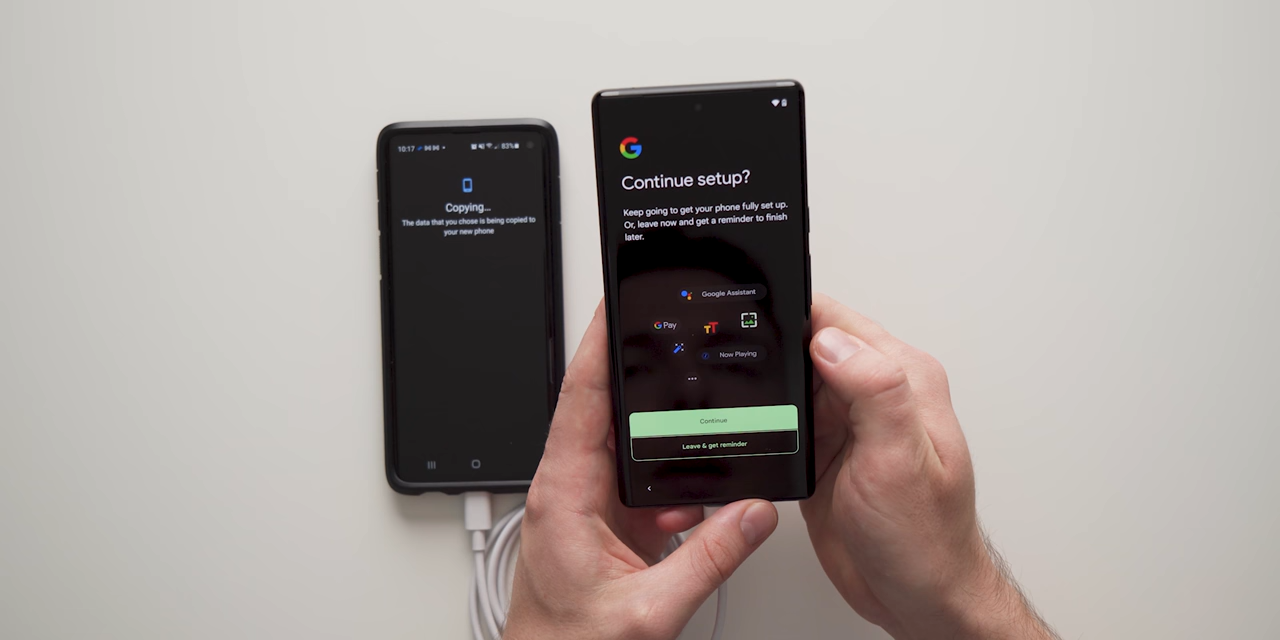 10:17
83%
Copying...
The data that you chose is being copied to
your new phone
Continue setup?
Keep going to get your phone fully set up.
Or, leave now and get a reminder to finish
later.
Google Assistant
G Pay
Now Playing
Continue
Leave & get reminder